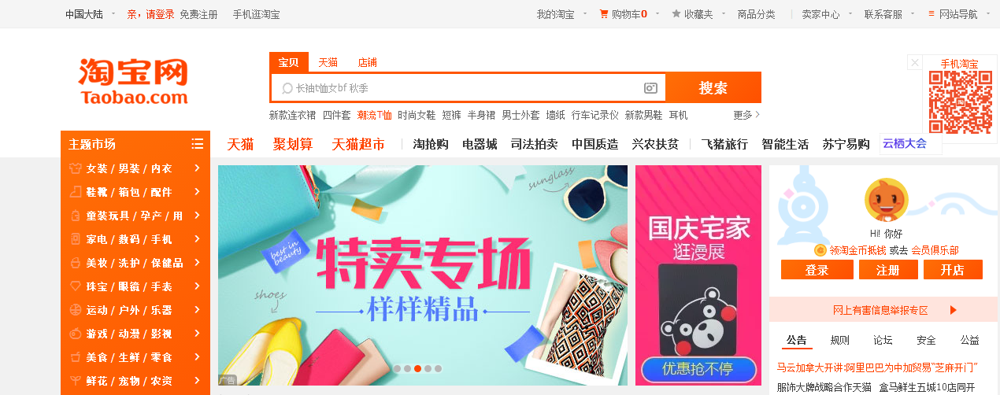 中国大陆 亲，请登录 免费注册 手机逛淘宝 我的淘宝 购物车0 收藏夹 商品分类 卖家中心 联系客服 网站导航
淘宝网
Taobao.com
宝贝 天猫 店铺
长袖t恤女bf 秋季 搜索
新款连衣裙 四件套 潮流T恤 时尚女鞋 短裤 半身裙 男士外套 墙纸 行车记录仪 新款男鞋 耳机 更多
手机淘宝
主题市场
天猫 聚划算 天猫超市 淘抢购 电器城 司法拍卖 中国质造 兴农扶贫 飞猪旅行 智能生活 苏宁易购 云栖大会
女装 / 男装 / 内衣
鞋靴 / 箱包 / 配件
童装玩具 / 孕产 / 用
家电 / 数码 / 手机
美妆 / 洗护 / 保健品
珠宝 / 眼镜 / 手表
运动 / 户外 / 乐器
游戏 / 动漫 / 影视
美食 / 生鲜 / 零食
鲜花 / 宠物 / 农资
sunglass
best in
beauty
特卖专场
样样精品
shoes
广告
国庆宅家
逛漫展
优惠抢不停
Hi! 你好
领淘金币抵钱 或去 会员俱乐部
登录 注册 开店
网上有害信息举报专区
公告 规则 论坛 安全 公益
马云加拿大开讲:阿里巴巴为中加贸易“芝麻开门”
服饰大牌战略合作天猫 盒马鲜生五城10店同开